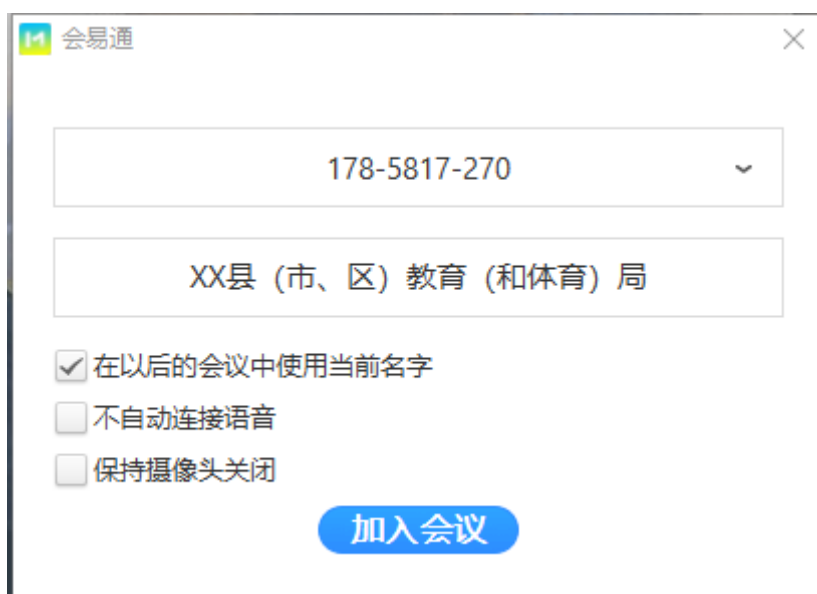 会易通
178-5817-270
XX县（市、区）教育（和体育）局
在以后的会议中使用当前名字
不自动连接语音
保持摄像头关闭
加入会议